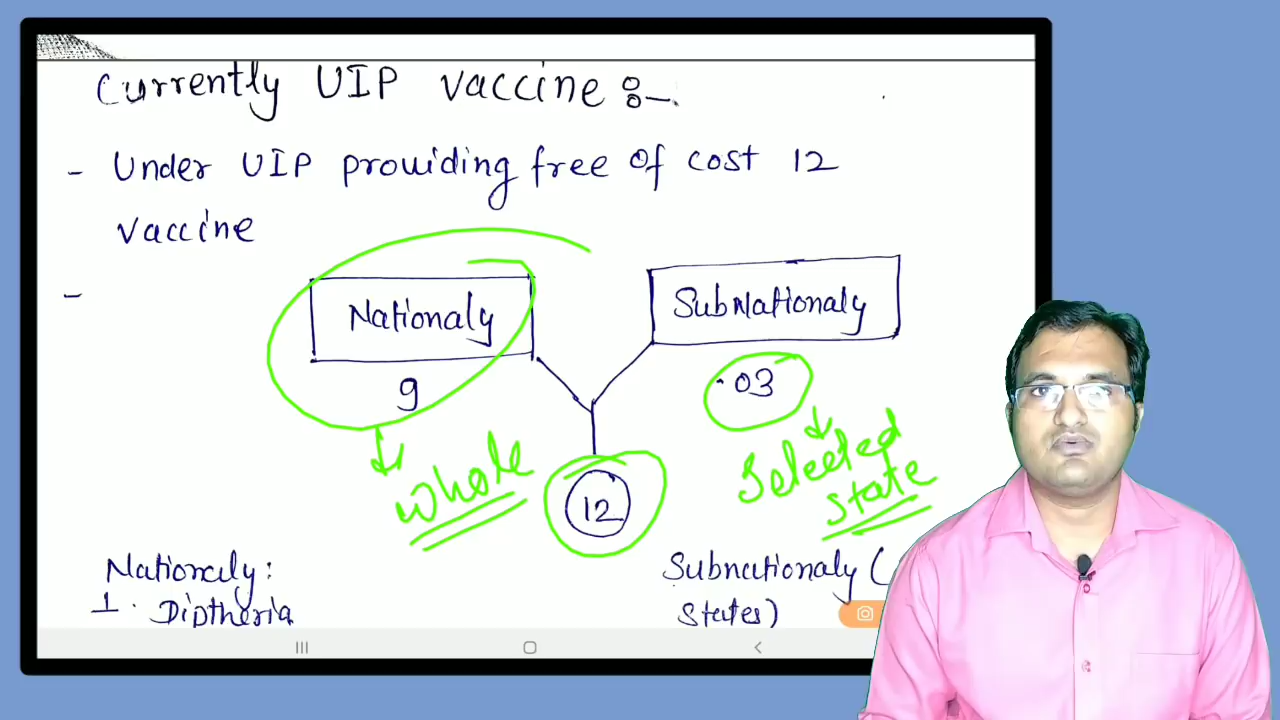 Currently UIP vaccine :-
- Under UIP providing free of cost 12
vaccine
-
Nationaly
SubNationaly
9
03
whole
Selected
state
12
Nationaly:
1. Diptheria
Subnationaly (
States)